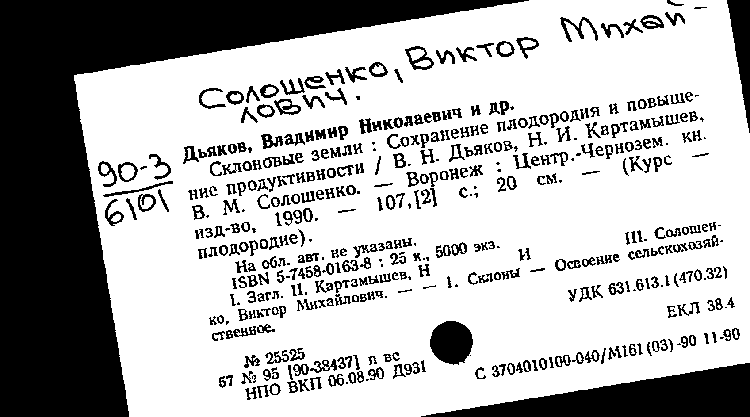 Солошенко, Виктор Михай-
лович.
90-3
6101
Дьяков, Владимир Николаевич и др.
Склоновые земли : Сохранение плодородия и повыше-
ние продуктивности / В. Н. Дьяков, Н. И. Картамышев,
В. М. Солошенко. — Воронеж : Центр.-Чернозем. кн.
изд-во, 1990. — 107,[2] с.; 20 см. — (Курс —
плодородие).
На обл. авт. не указаны.
ISBN 5-7458-0163-8 : 25 к., 5000 экз.
I. Загл. II. Картамышев, Н И III. Солошен-
ко, Виктор Михайлович. — — 1. Склоны — Освоение сельскохозяй-
ственное.
УДК 631.613.1(470.32)
ЕКЛ 38.4
№ 25525
67 № 95 [90-38437] п вс
НПО ВКП 06.08.90 Д931
С 3704010100-040/М161(03)-90 11-90